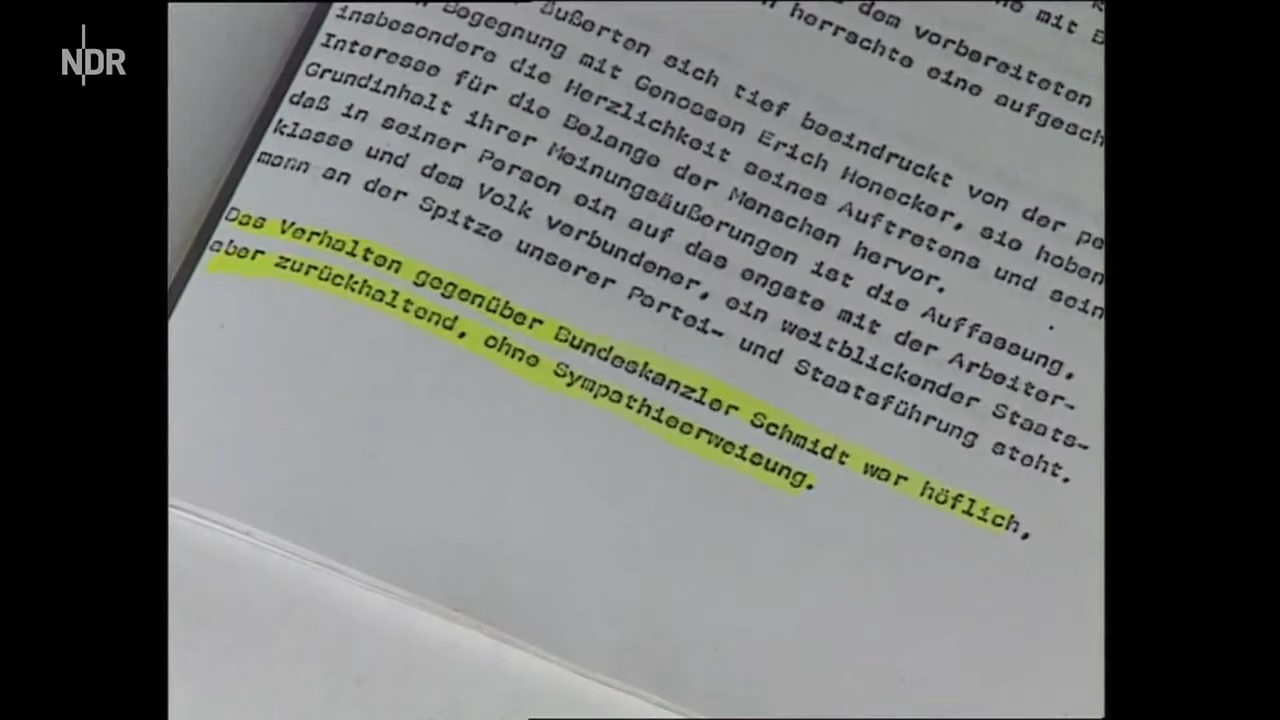 NDR
mit
dem vorbereiteten
herrschte eine aufgesch
äußerten sich tief beeindruckt von der pe
Begegnung mit Genossen Erich Honecker, sie hoben
insbesondere die Herzlichkeit seines Auftretens und sein
Interesse für die Belange der Menschen hervor.
Grundinhalt ihrer Meinungsäußerungen ist die Auffassung,
daß in seiner Person ein auf das engste mit der Arbeiter-
klasse und dem Volk verbundener, ein weitblickender Staats-
mann an der Spitze unserer Partei- und Staatsführung steht.
Das Verhalten gegenüber Bundeskanzler Schmidt war höflich,
aber zurückhaltend, ohne Sympathieerweisung.